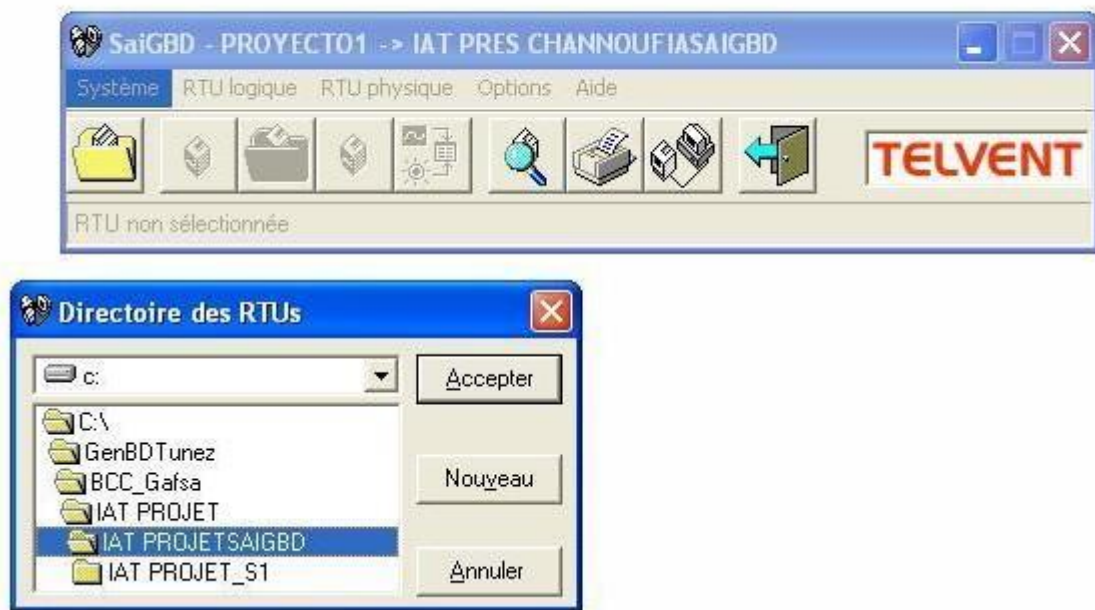 SaiGBD - PROYECTO1 -> IAT PRES CHANNOUFIASAIGBD
Système RTU logique RTU physique Options Aide
TELVENT
RTU non sélectionnée
Directoire des RTUs
c:
Accepter
C:\
GenBDTunez
BCC_Gafsa
Nouveau
IAT PROJET
IAT PROJETSAIGBD
IAT PROJET_S1
Annuler